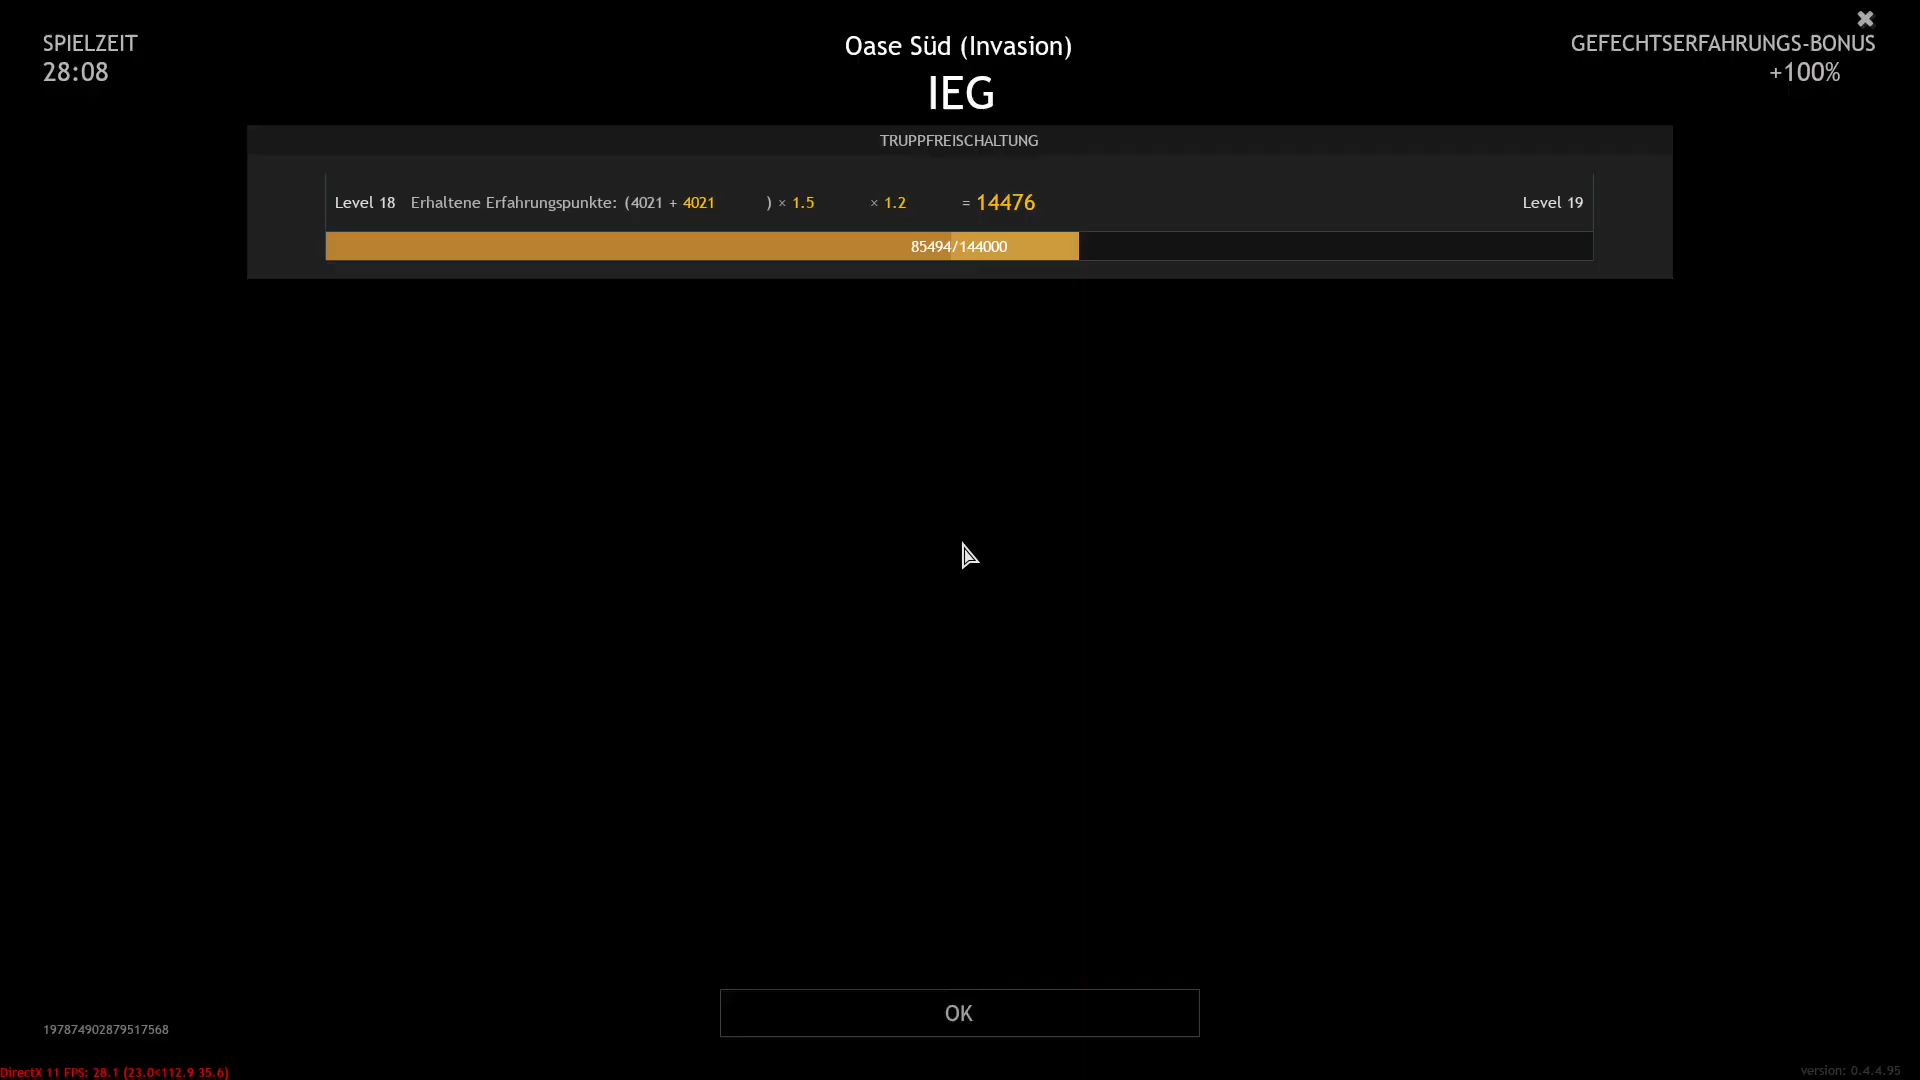 SPIELZEIT
28:08
Oase Süd (Invasion)
IEG
GEFECHTSERFAHRUNGS-BONUS
+100%
TRUPPFREISCHALTUNG
Level 18 Erhaltene Erfahrungspunkte: (4021 + 4021 ) × 1.5 × 1.2 = 14476 Level 19
85494/144000
OK
197874902879517568
DirectX 11 FPS: 28.1 (23.0<112.9 35.6)
version: 0.4.4.95